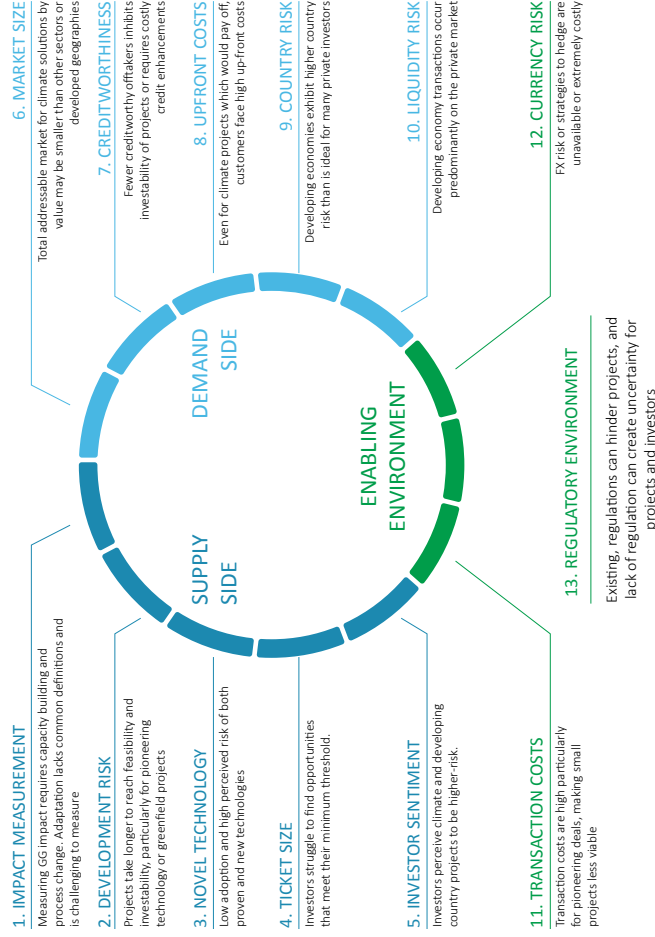 1. IMPACT MEASUREMENT
Measuring GG impact requires capacity building and
process change. Adaptation lacks common definitions and
is challenging to measure
2. DEVELOPMENT RISK
Projects take longer to reach feasibility and
investability, particularly for pioneering
technology or greenfield projects
3. NOVEL TECHNOLOGY
Low adoption and high perceived risk of both
proven and new technologies
4. TICKET SIZE
Investors struggle to find opportunities
that meet their minimum threshold.
5. INVESTOR SENTIMENT
Investors perceive climate and developing
country projects to be higher-risk.
11. TRANSACTION COSTS
Transaction costs are high particularly
for pioneering deals, making small
projects less viable
SUPPLY
SIDE
DEMAND
SIDE
ENABLING
ENVIRONMENT
13. REGULATORY ENVIRONMENT
Existing, regulations can hinder projects, and
lack of regulation can create uncertainty for
projects and investors
6. MARKET SIZE
Total addressable market for climate solutions by
value may be smaller than other sectors or
developed geographies
7. CREDITWORTHINESS
Fewer creditworthy offtakers inhibits
investability of projects or requires costly
credit enhancements
8. UPFRONT COSTS
Even for climate projects which would pay off,
customers face high up-front costs
9. COUNTRY RISK
Developing economies exhibit higher country
risk than is ideal for many private investors
10. LIQUIDITY RISK
Developing economy transactions occur
predominantly on the private market
12. CURRENCY RISK
FX risk or strategies to hedge are
unavailable or extremely costly